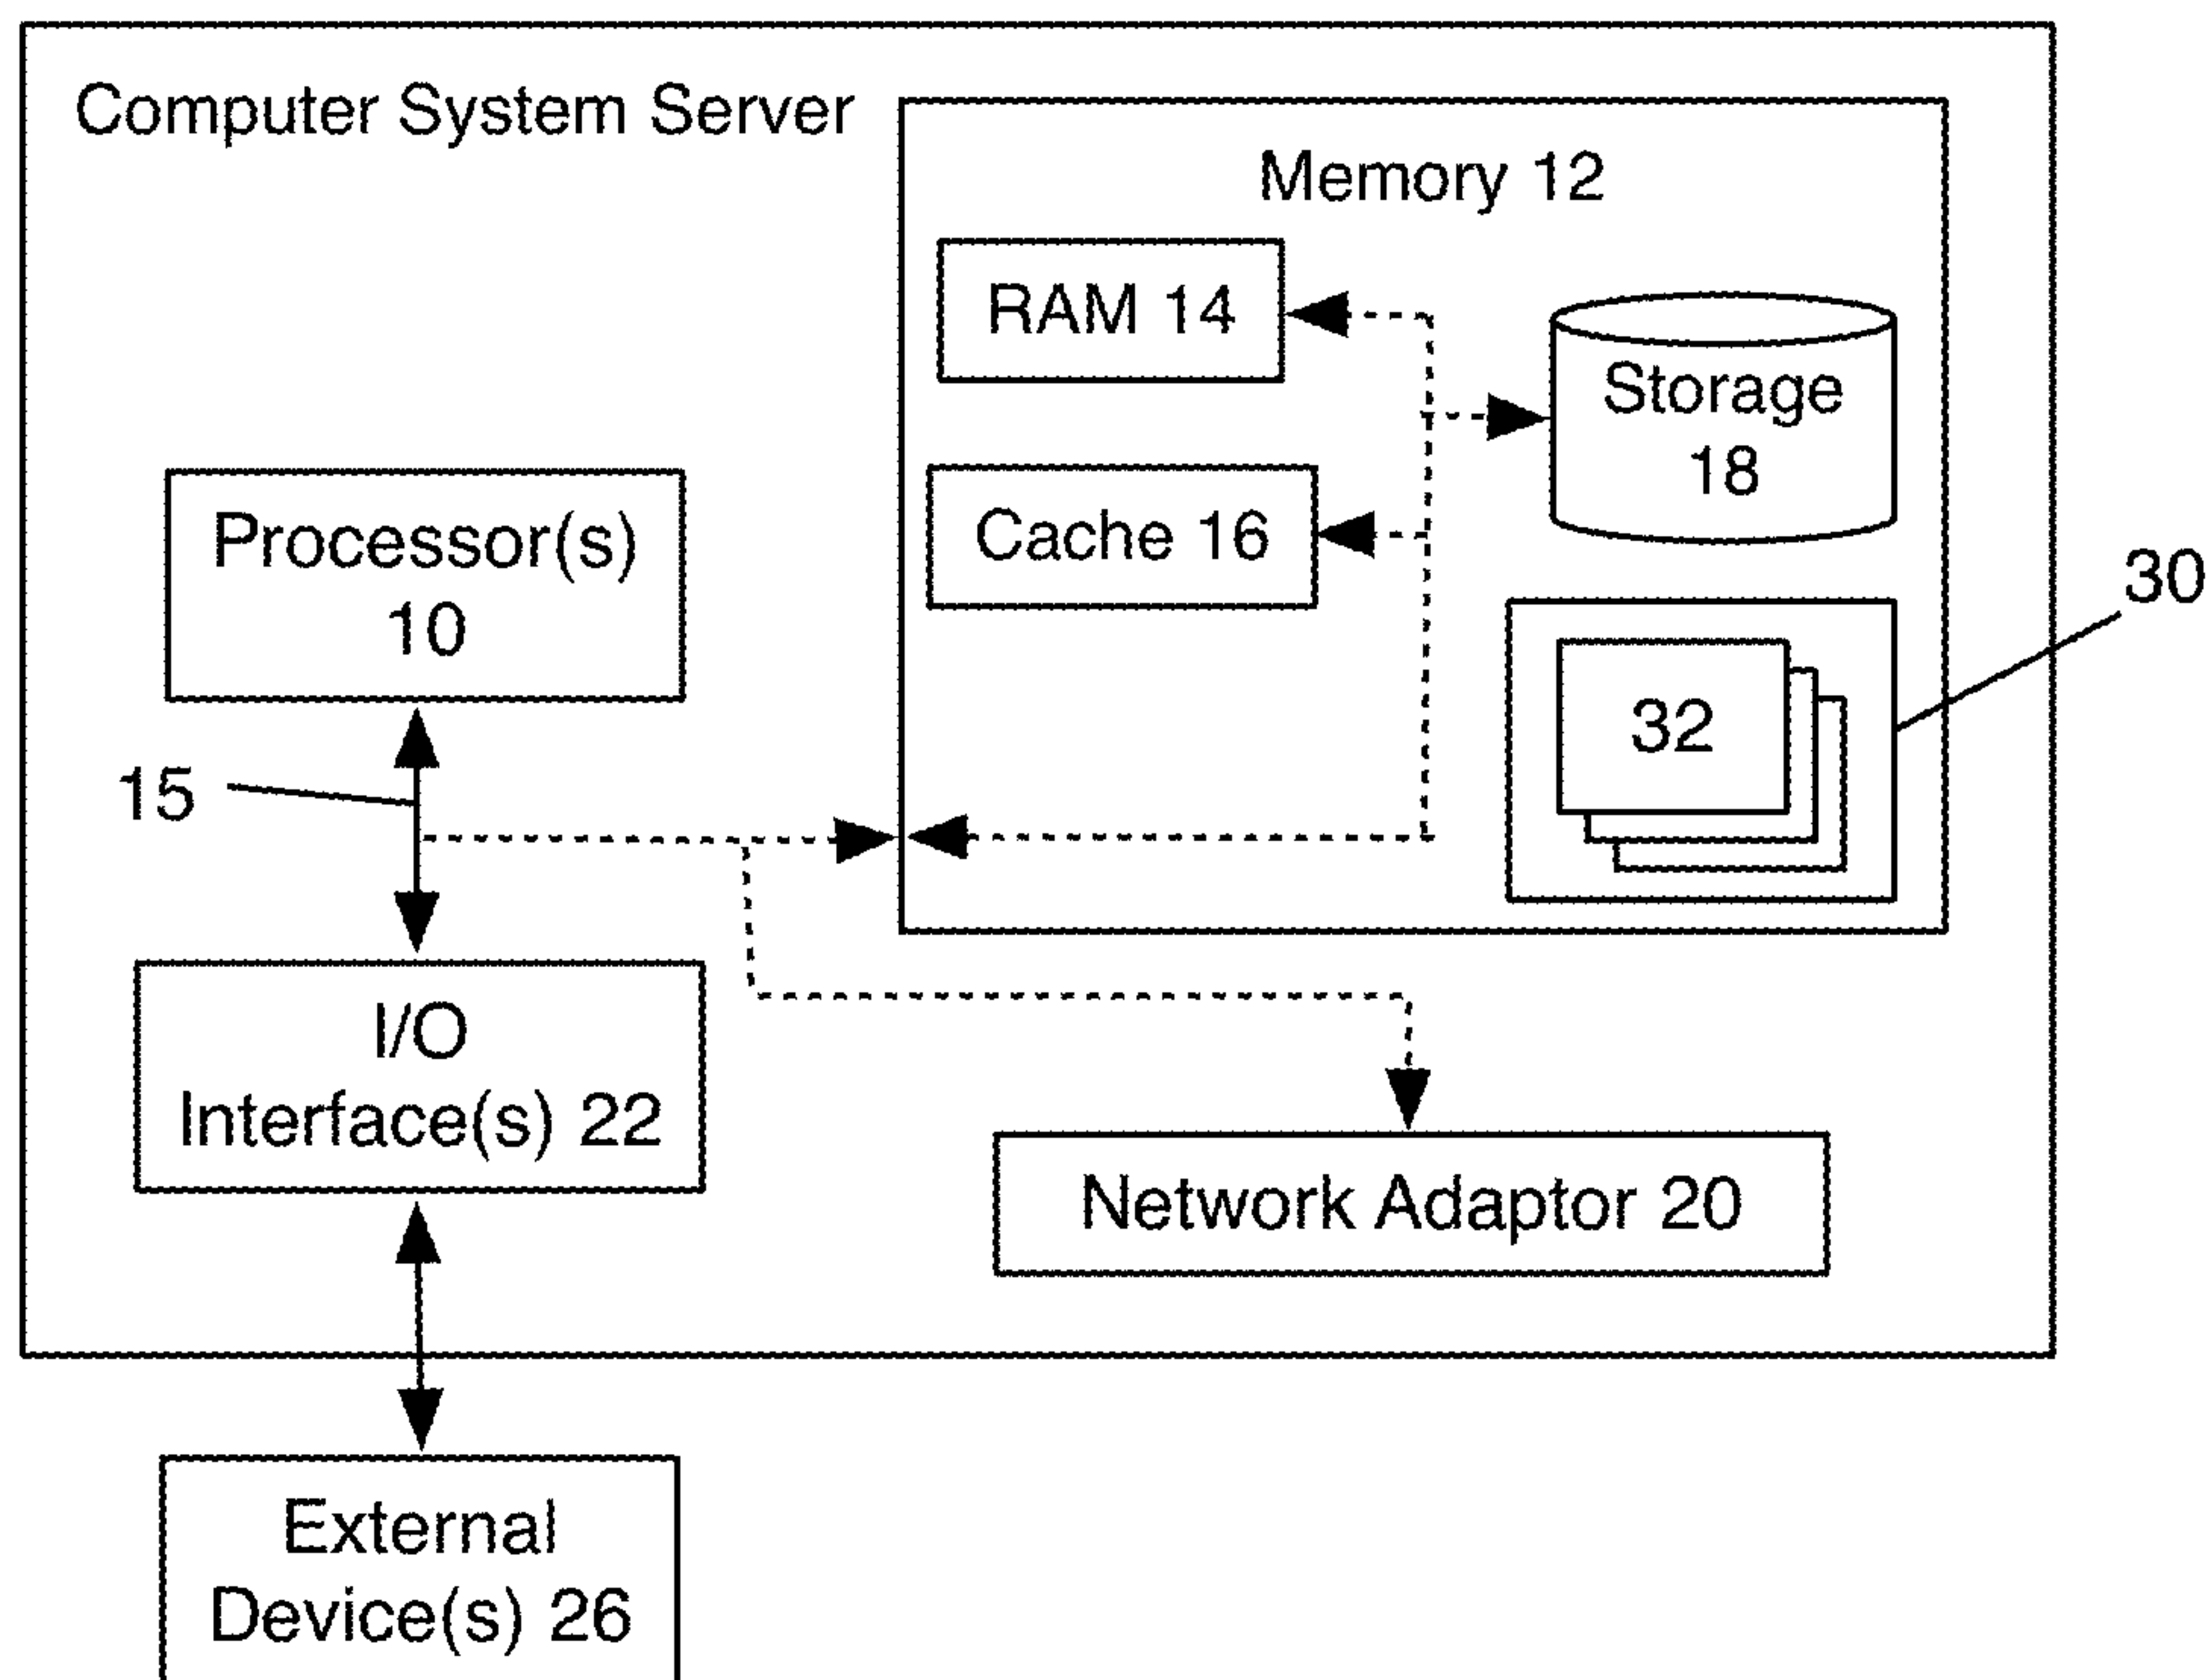 Computer System Server
Memory 12
RAM 14
Storage
18
Cache 16
30
32
Processor(s)
10
15
I/O
Interface(s) 22
Network Adaptor 20
External
Device(s) 26